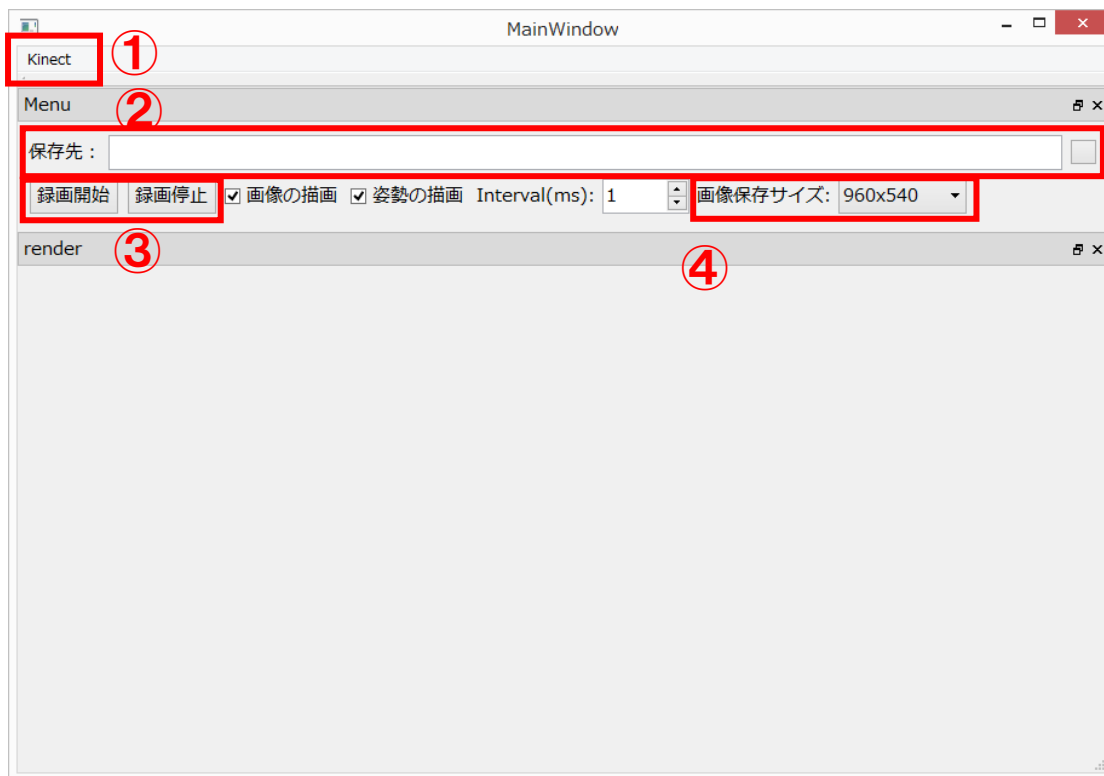 MainWindow
Kinect ①
Menu ②
保存先：
録画開始 録画停止 画像の描画 姿勢の描画 Interval(ms): 1 画像保存サイズ: 960x540
render ③ ④